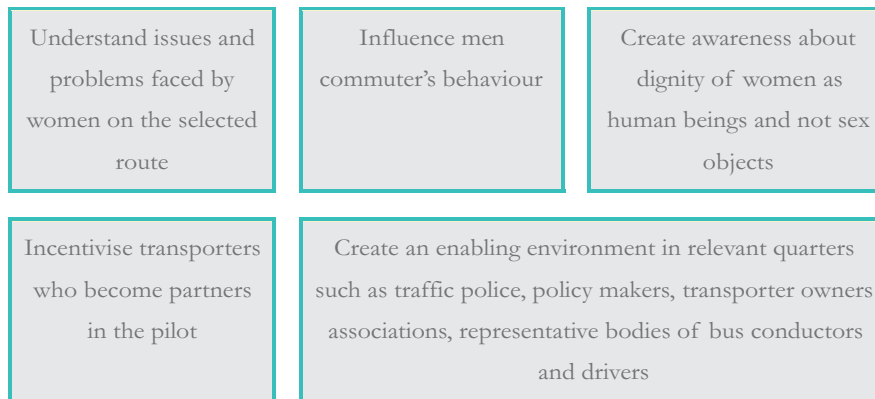 Understand issues and
problems faced by
women on the selected
route
Influence men
commuter's behaviour
Create awareness about
dignity of women as
human beings and not sex
objects
Incentivise transporters
who become partners
in the pilot
Create an enabling environment in relevant quarters
such as traffic police, policy makers, transporter owners
associations, representative bodies of bus conductors
and drivers